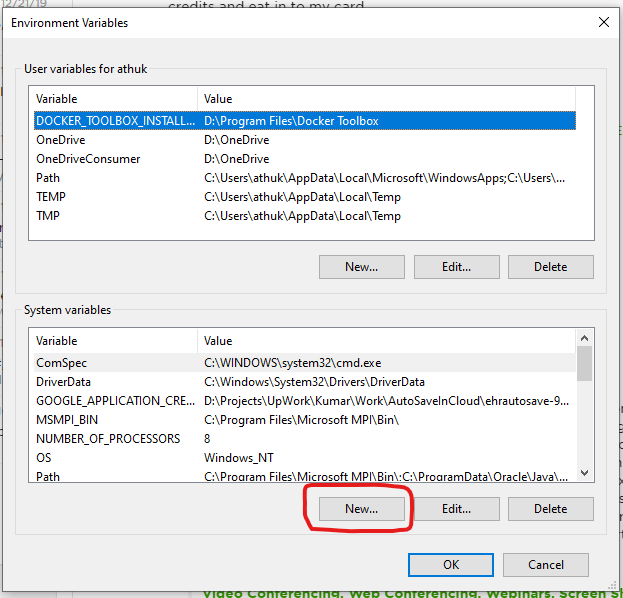 12/21/19
credits and eat in to my card
Environment Variables
User variables for athuk
Variable Value
DOCKER_TOOLBOX_INSTALL... D:\Program Files\Docker Toolbox
OneDrive D:\OneDrive
OneDriveConsumer D:\OneDrive
Path C:\Users\athuk\AppData\Local\Microsoft\WindowsApps;C:\Users\...
TEMP C:\Users\athuk\AppData\Local\Temp
TMP C:\Users\athuk\AppData\Local\Temp
New... Edit... Delete
System variables
Variable Value
ComSpec C:\WINDOWS\system32\cmd.exe
DriverData C:\Windows\System32\Drivers\DriverData
GOOGLE_APPLICATION_CRE... D:\Projects\UpWork\Kumar\Work\AutoSaveInCloud\ehrautosave-9...
MSMPI_BIN C:\Program Files\Microsoft MPI\Bin\
NUMBER_OF_PROCESSORS 8
OS Windows_NT
Path C:\Program Files\Microsoft MPI\Bin\;C:\ProgramData\Oracle\Java\...
New... Edit... Delete
OK Cancel
Video Conferencing, Web Conferencing, Webinars, Screen Sh